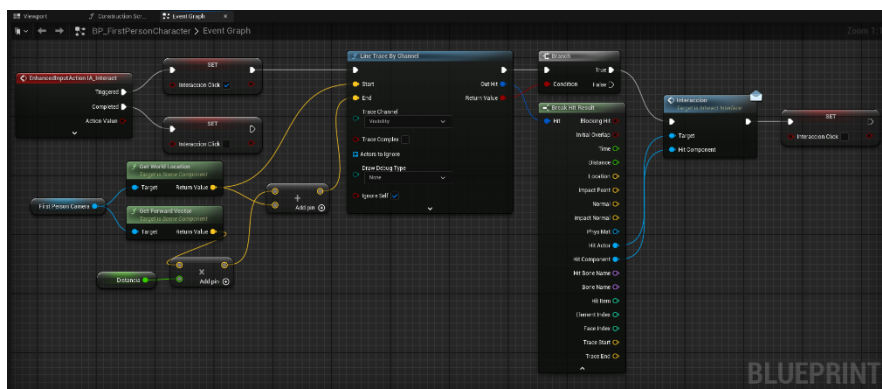 Viewport
Construction Scr...
Event Graph
BP_FirstPersonCharacter > Event Graph
Zoom 1:1
EnhancedInputAction IA_Interact
Triggered
Completed
Action Value
SET
Interaccion Click
SET
Interaccion Click
Get World Location
Target is Scene Component
Target
Return Value
First Person Camera
Get Forward Vector
Target is Scene Component
Target
Return Value
Distancia
X
Add pin
+
Add pin
Line Trace By Channel
Start
End
Trace Channel
Visibility
Trace Complex
Actors to Ignore
Draw Debug Type
None
Ignore Self
Out Hit
Return Value
Branch
Condition
True
False
Break Hit Result
Hit
Blocking Hit
Initial Overlap
Time
Distance
Location
Impact Point
Normal
Impact Normal
Phys Mat
Hit Actor
Hit Component
Hit Bone Name
Bone Name
Hit Item
Element Index
Face Index
Trace Start
Trace End
Interaccion
Target is Interact Interface
Target
Hit Component
SET
Interaccion Click
BLUEPRINT